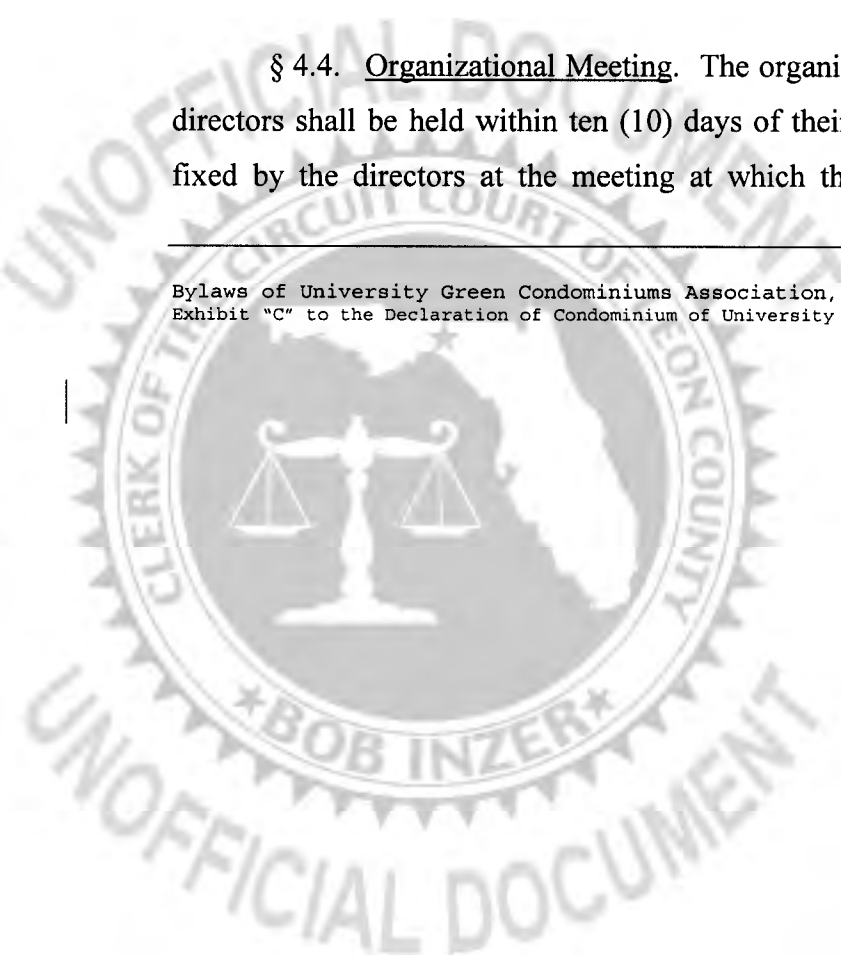 UNOFFICIAL DOCUMENT
§ 4.4. Organizational Meeting. The organi
directors shall be held within ten (10) days of their
fixed by the directors at the meeting at which th
CLERK OF THE CIRCUIT COURT OF LEON COUNTY
Bylaws of University Green Condominiums Association,
Exhibit "C" to the Declaration of Condominium of University
*BOB INZER*
UNOFFICIAL DOCUMENT